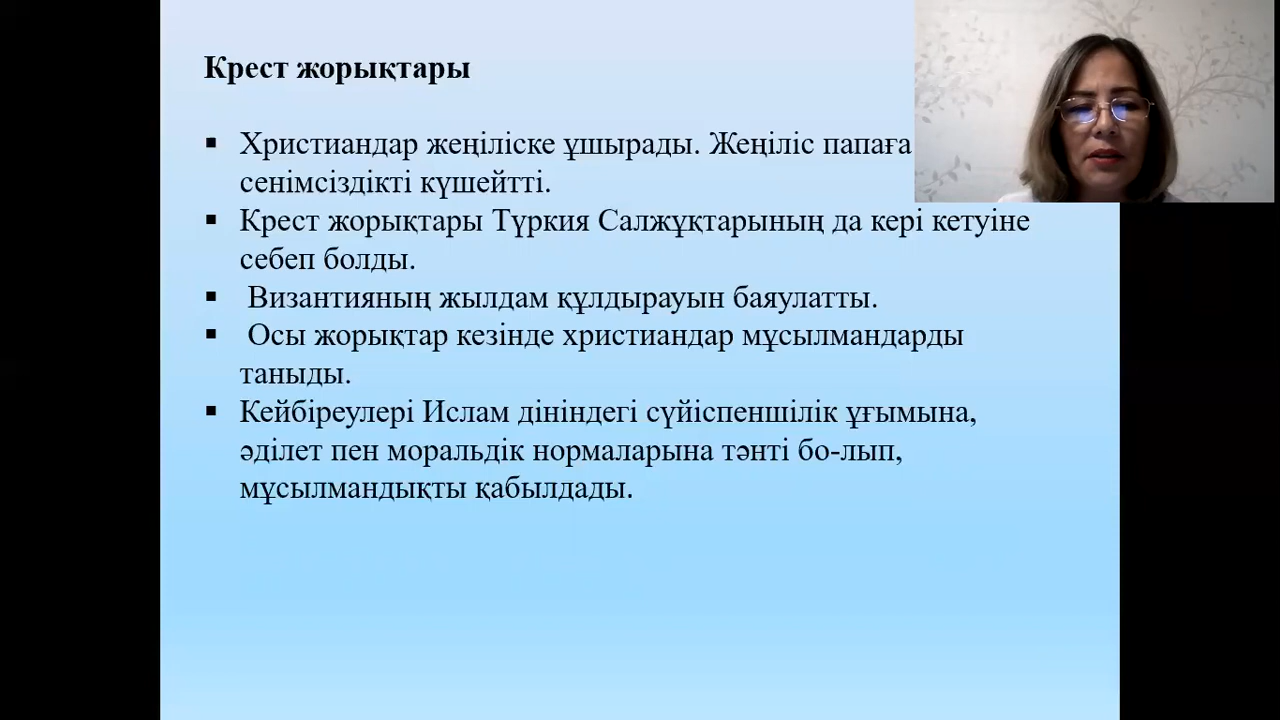 Крест жорықтары
▪ Христиандар жеңіліске ұшырады. Жеңіліс папаға
сенімсіздікті күшейтті.
▪ Крест жорықтары Түркия Салжұқтарының да кері кетуіне
себеп болды.
▪ Византияның жылдам құлдырауын баяулатты.
▪ Осы жорықтар кезінде христиандар мұсылмандарды
таныды.
▪ Кейбіреулері Ислам дініндегі сүйіспеншілік ұғымына,
әділет пен моральдік нормаларына тәнті бо-лып,
мұсылмандықты қабылдады.